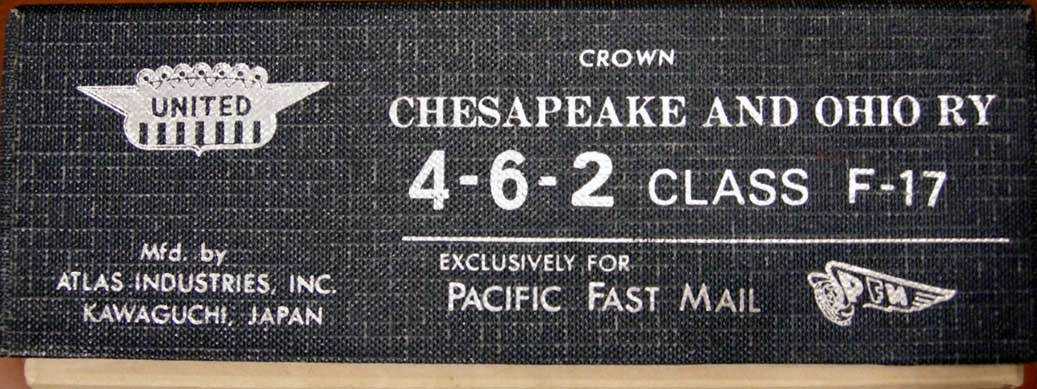 UNITED
CROWN
CHESAPEAKE AND OHIO RY
4-6-2 CLASS F-17
Mfd. by
ATLAS INDUSTRIES, INC.
KAWAGUCHI, JAPAN
EXCLUSIVELY FOR
PACIFIC FAST MAIL
PFM